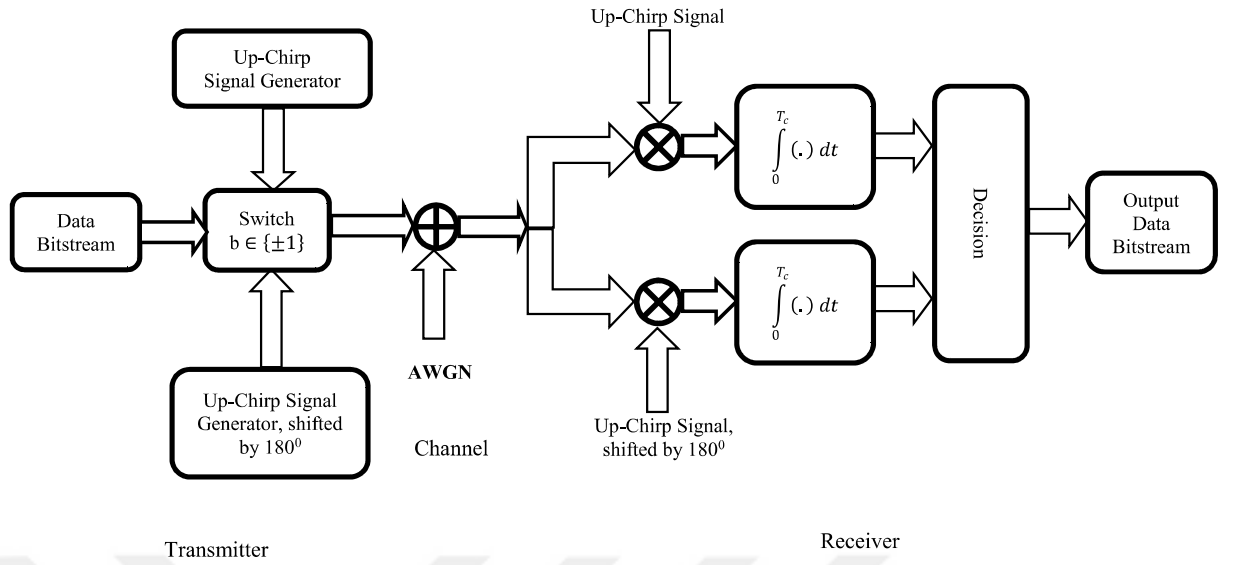 Up-Chirp Signal
Up-Chirp
Signal Generator
Data
Bitstream
Switch
b ∈ {±1}
Up-Chirp Signal
Generator, shifted
by 180⁰
AWGN
Channel
T_c
∫ (.) dt
0
T_c
∫ (.) dt
0
Up-Chirp Signal,
shifted by 180⁰
Decision
Output
Data
Bitstream
Transmitter
Receiver